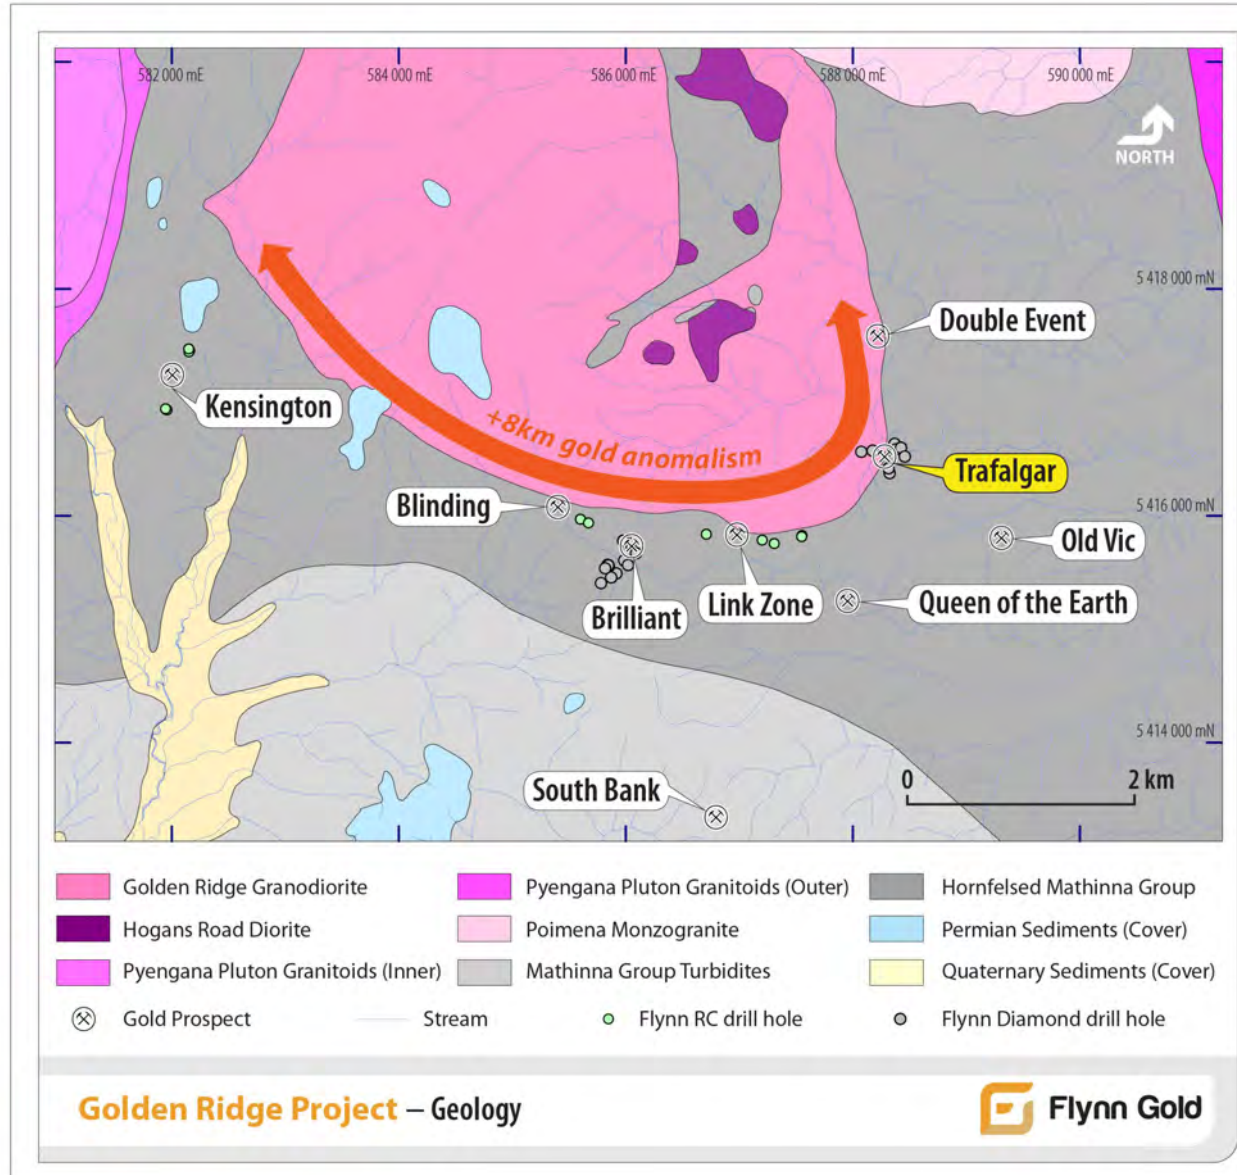 582 000 mE
584 000 mE
586 000 mE
588 000 mE
590 000 mE
NORTH
5 418 000 mN
Double Event
Kensington
+8km gold anomalism
Trafalgar
Blinding
5 416 000 mN
Old Vic
Brilliant
Link Zone
Queen of the Earth
5 414 000 mN
South Bank
0
2 km
Golden Ridge Granodiorite
Pyengana Pluton Granitoids (Outer)
Hornfelsed Mathinna Group
Hogans Road Diorite
Poimena Monzogranite
Permian Sediments (Cover)
Pyengana Pluton Granitoids (Inner)
Mathinna Group Turbidites
Quaternary Sediments (Cover)
Gold Prospect
Stream
Flynn RC drill hole
Flynn Diamond drill hole
Golden Ridge Project – Geology
Flynn Gold